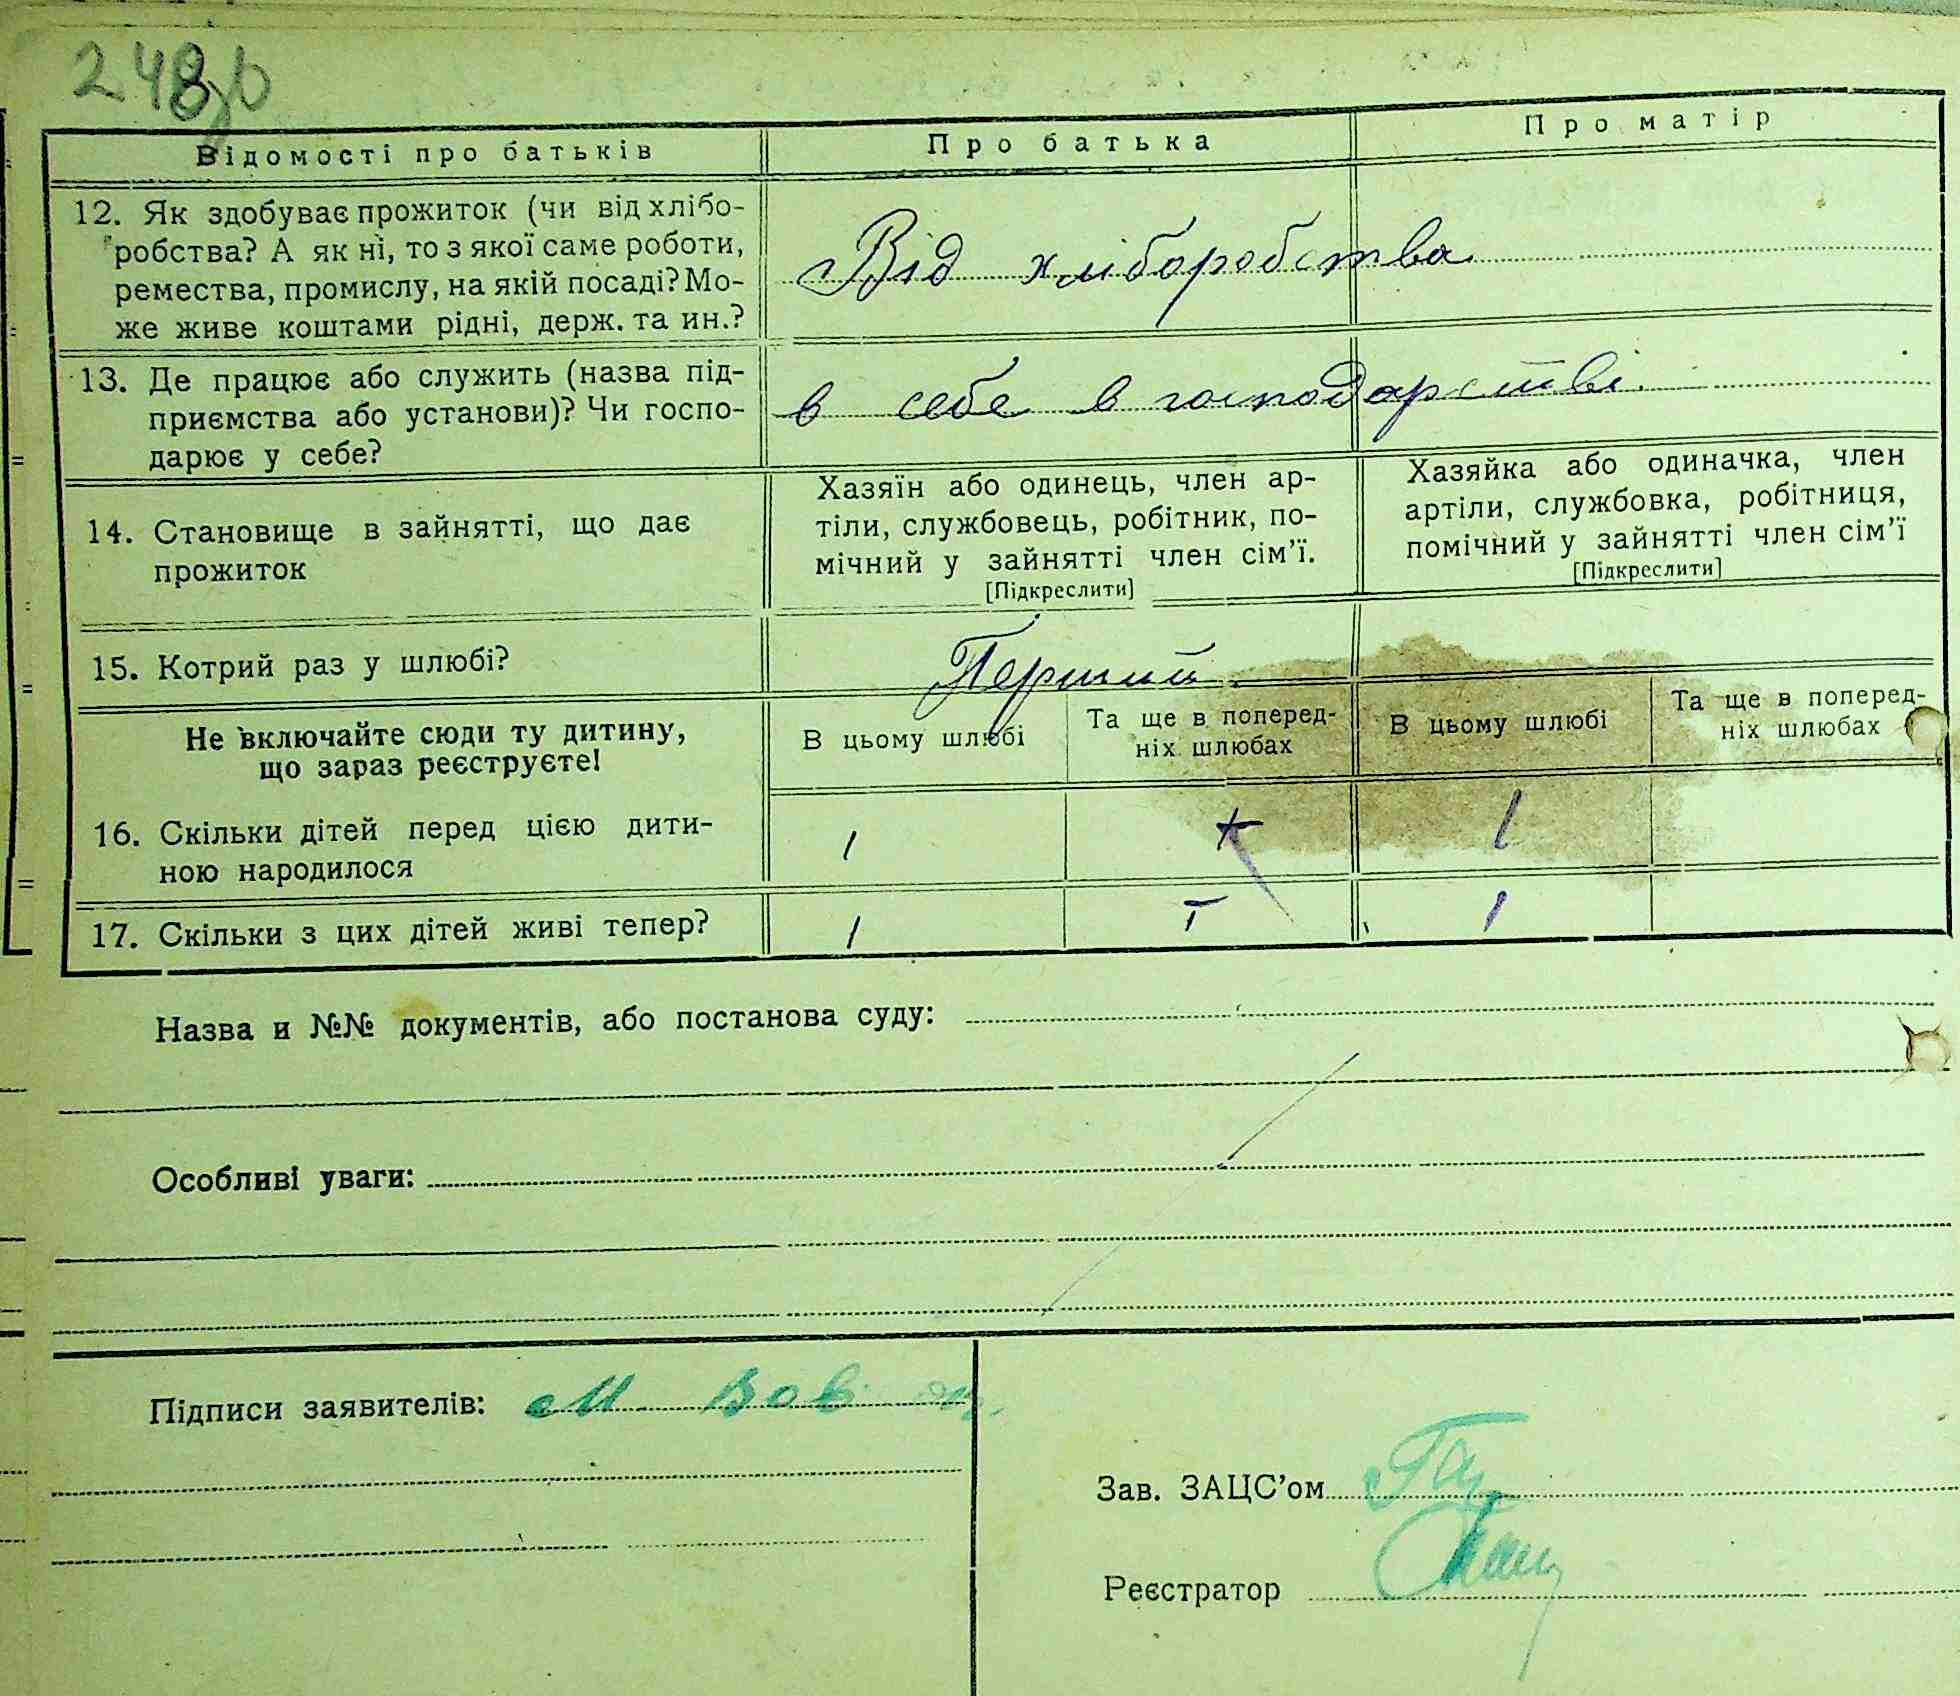 248
Відомості про батьків
Про батька
Про матір
12. Як здобуває прожиток (чи від хлібо-
робства? А як ні, то з якої саме роботи,
ремества, промислу, на якій посаді? Мо-
же живе коштами рідні, держ. та ин.?
Від хліборобства
13. Де працює або служить (назва під-
приємства або установи)? Чи госпо-
дарює у себе?
в себе в господарстві.
14. Становище в зайнятті, що дає
прожиток
Хазяїн або одинець, член ар-
тіли, службовець, робітник, по-
мічний у зайнятті член сім'ї.
[Підкреслити]
Хазяйка або одиначка, член
артіли, службовка, робітниця,
помічний у зайнятті член сім'ї
[Підкреслити]
15. Котрий раз у шлюбі?
Перший
Не включайте сюди ту дитину,
що зараз реєструєте!
В цьому шлюбі
Та ще в поперед-
ніх шлюбах
В цьому шлюбі
Та ще в поперед-
ніх шлюбах
16. Скільки дітей перед цією дити-
ною народилося
1
1
17. Скільки з цих дітей живі тепер?
1
1
Назва и №№ документів, або постанова суду:
Особливі уваги:
Підписи заявителів: М
Зав. ЗАЦС'ом
Реєстратор